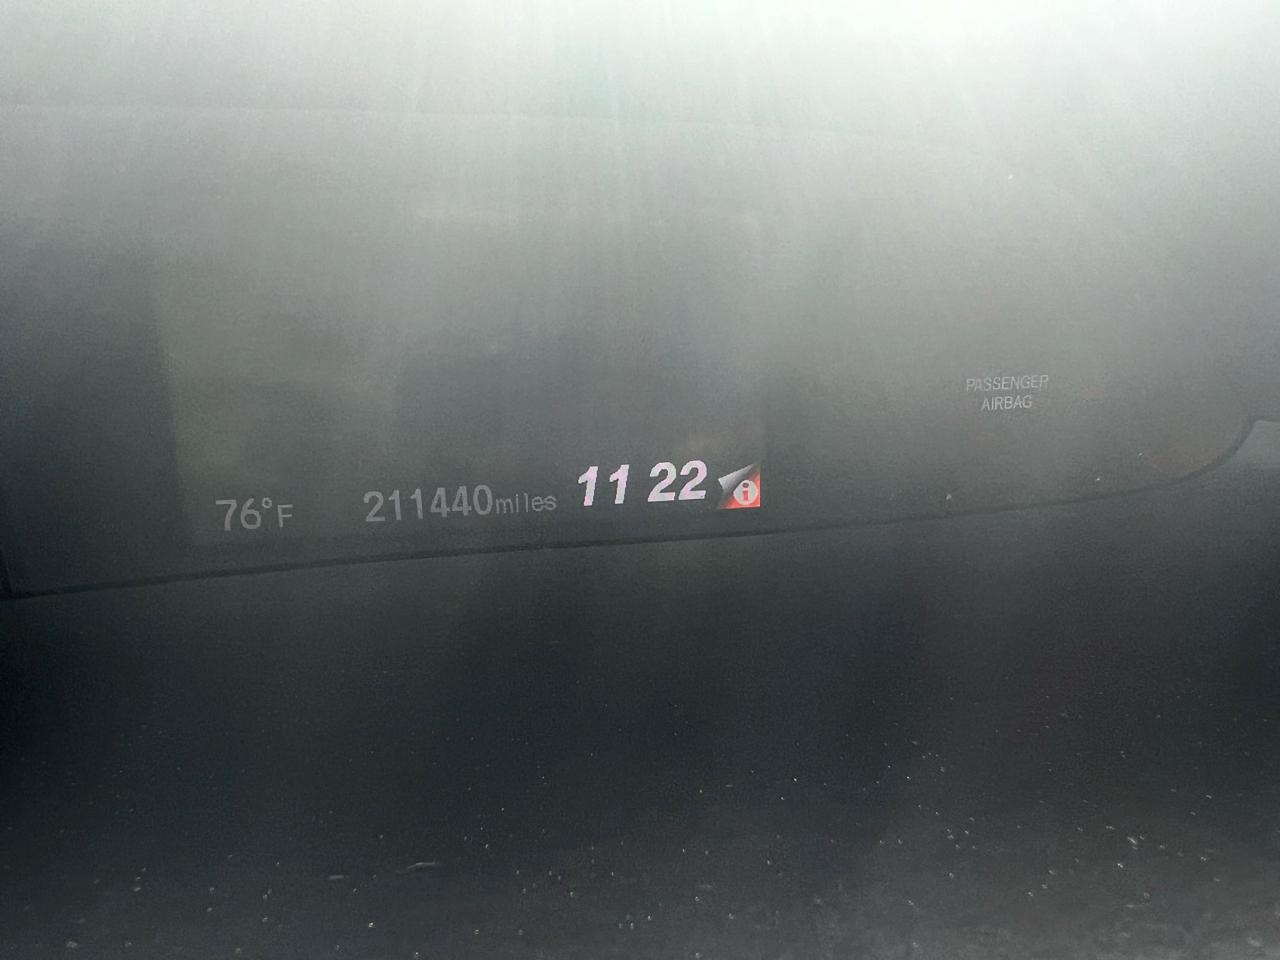 PASSENGER
AIRBAG
76°F 211440miles 11 22 i